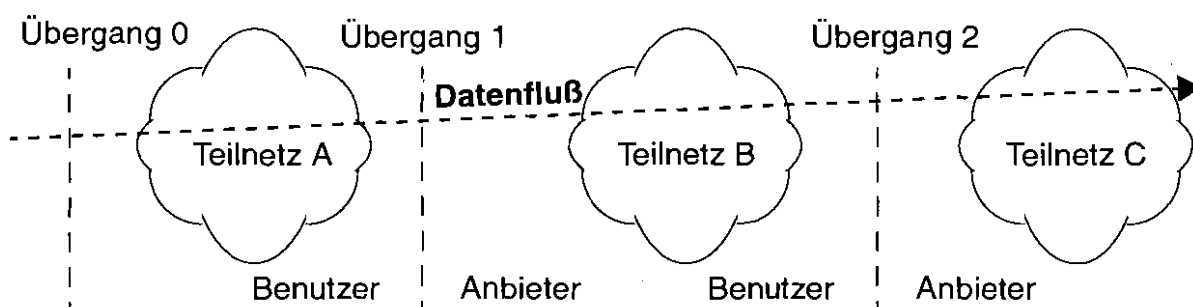 Übergang 0 Übergang 1 Übergang 2
Datenfluß
Teilnetz A Teilnetz B Teilnetz C
Benutzer Anbieter Benutzer Anbieter